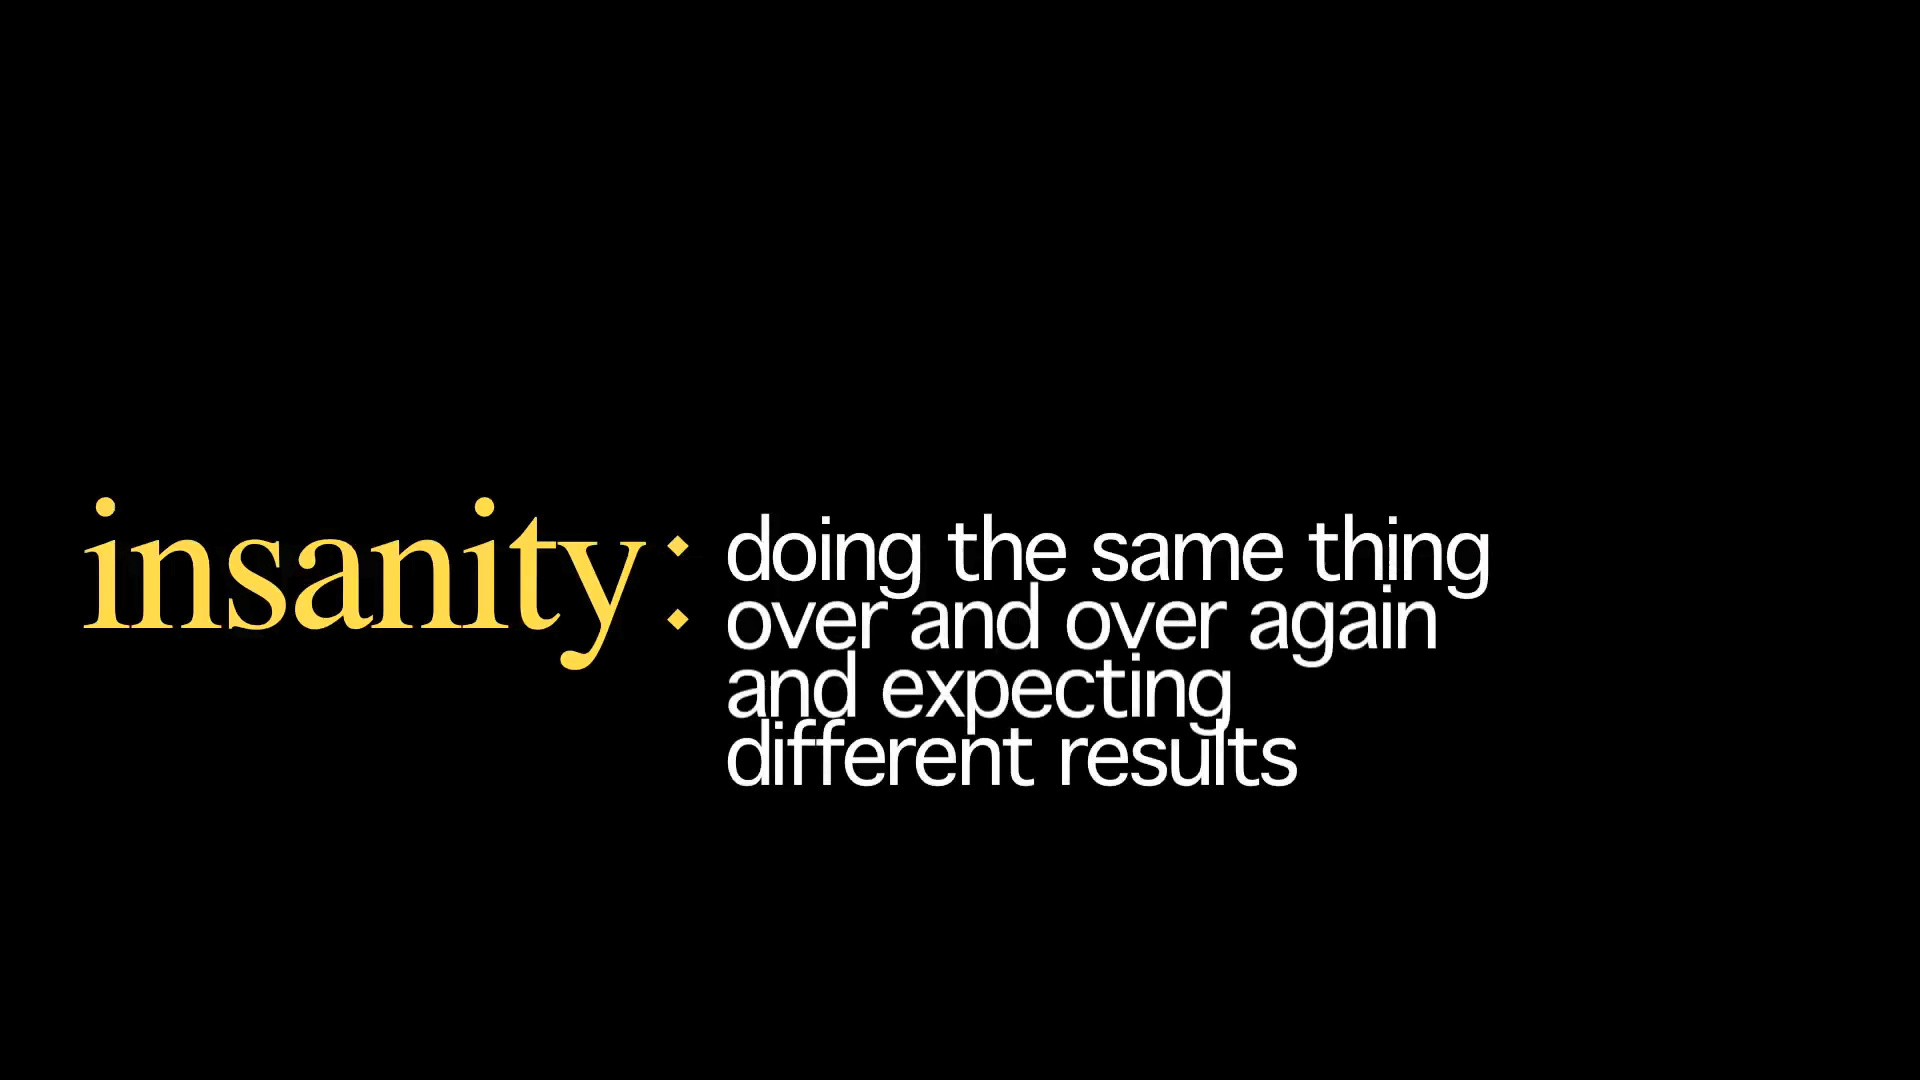 insanity: doing the same thing
over and over again
and expecting
different results